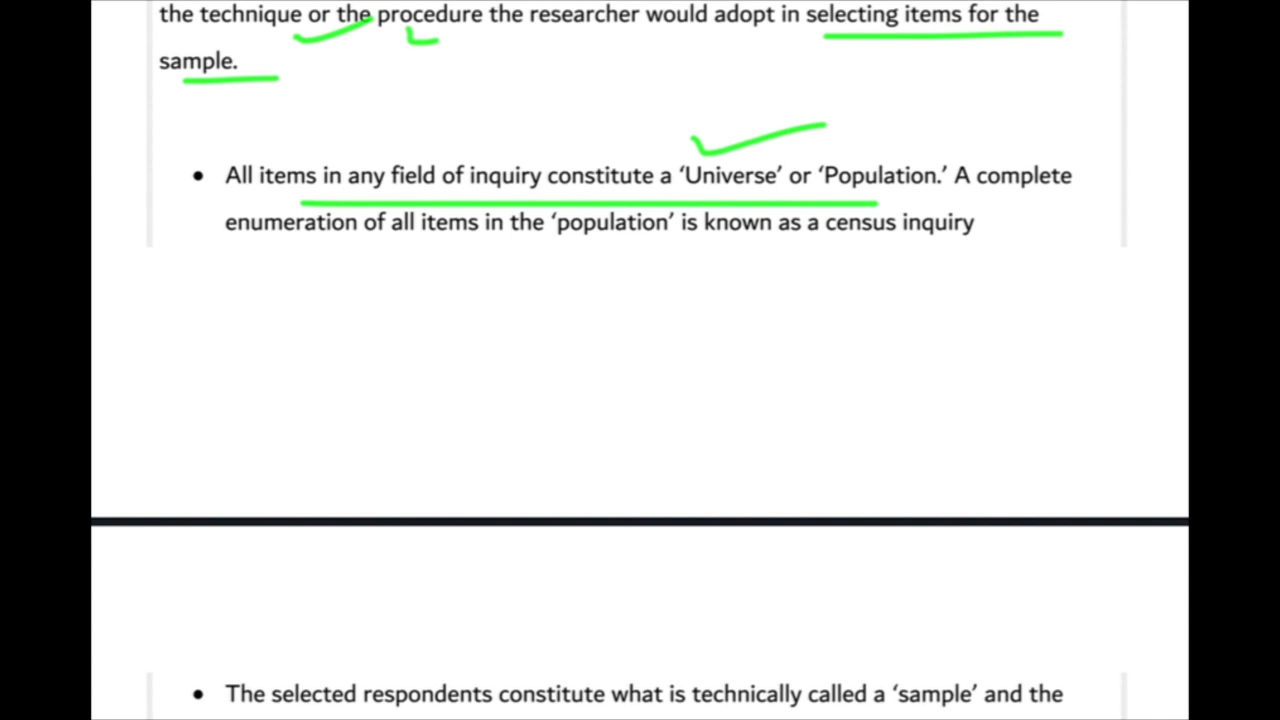 the technique or the procedure the researcher would adopt in selecting items for the
sample.
• All items in any field of inquiry constitute a ‘Universe’ or ‘Population.’ A complete
enumeration of all items in the ‘population’ is known as a census inquiry
• The selected respondents constitute what is technically called a ‘sample’ and the